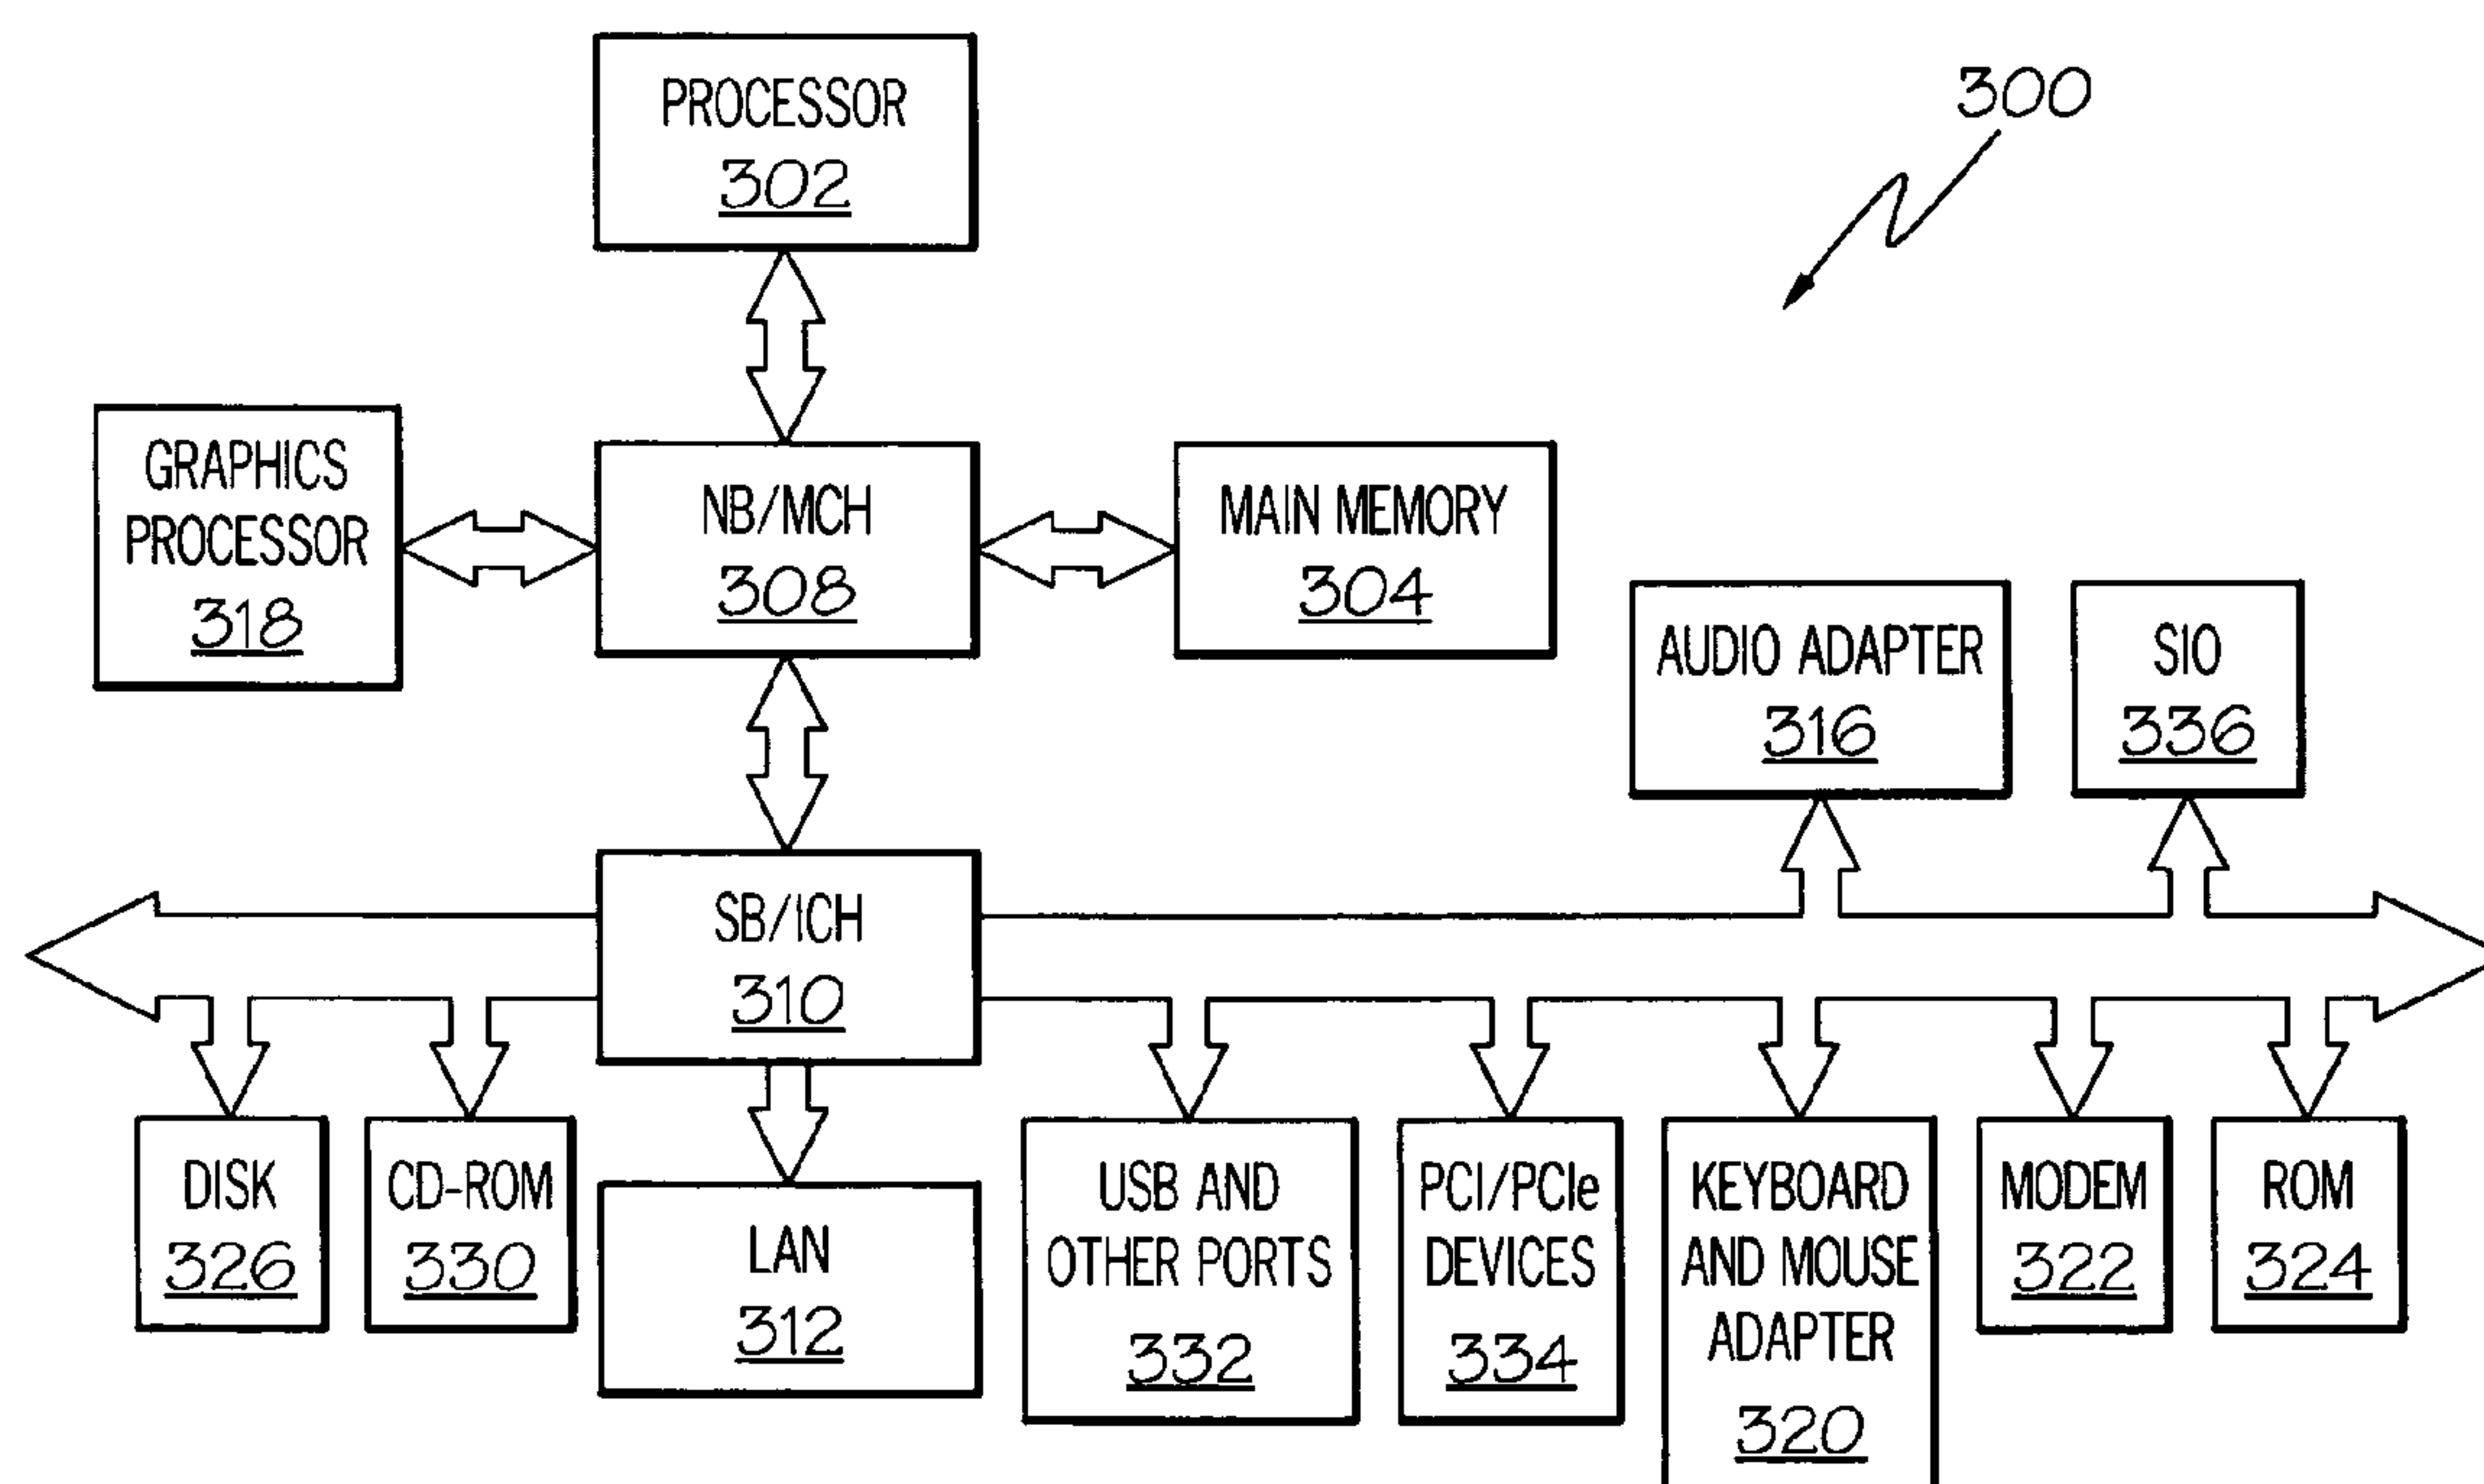 PROCESSOR
302
300
GRAPHICS
PROCESSOR
318
NB/MCH
308
MAIN MEMORY
304
AUDIO ADAPTER
316
SIO
336
SB/ICH
310
DISK
326
CD-ROM
330
LAN
312
USB AND
OTHER PORTS
332
PCI/PCIe
DEVICES
334
KEYBOARD
AND MOUSE
ADAPTER
320
MODEM
322
ROM
324